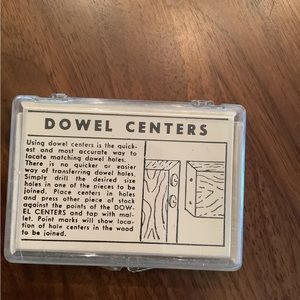 DOWEL CENTERS
Using dowel centers is the quick-
est and most accurate way to
locate matching dowel holes.
There is no quicker or easier
way of transferring dowel holes.
Simply drill the desired size
holes in one of the pieces to be
joined. Place centers in holes
and press other piece of stock
against the points of the DOW-
EL CENTERS and tap with mal-
let. Point marks will show loca-
tion of hole centers in the wood
to be joined.